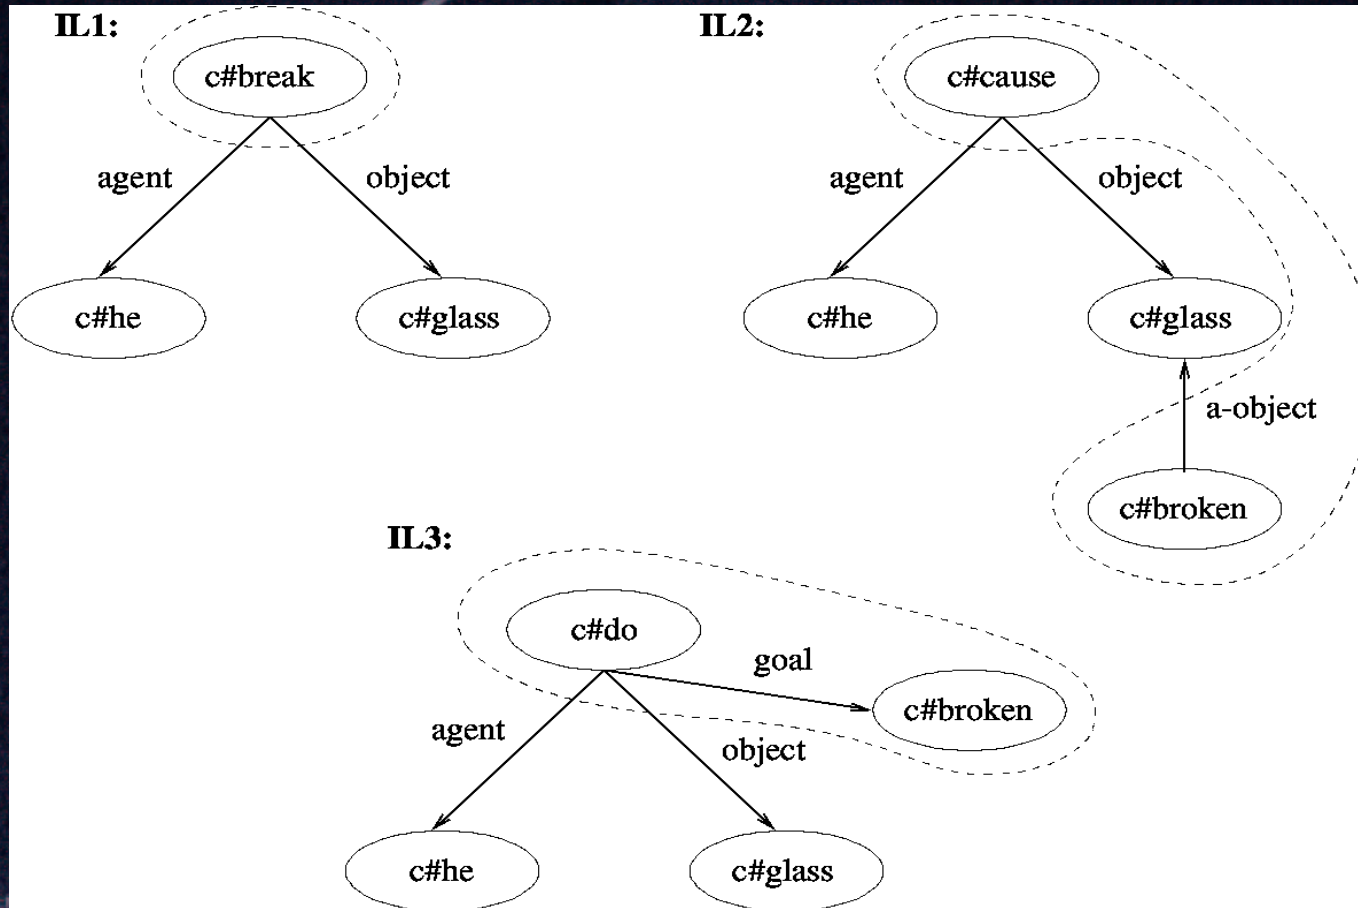 IL1:
c#break
agent
object
c#he
c#glass
IL2:
c#cause
agent
object
c#he
c#glass
a-object
c#broken
IL3:
c#do
goal
c#broken
agent
object
c#he
c#glass